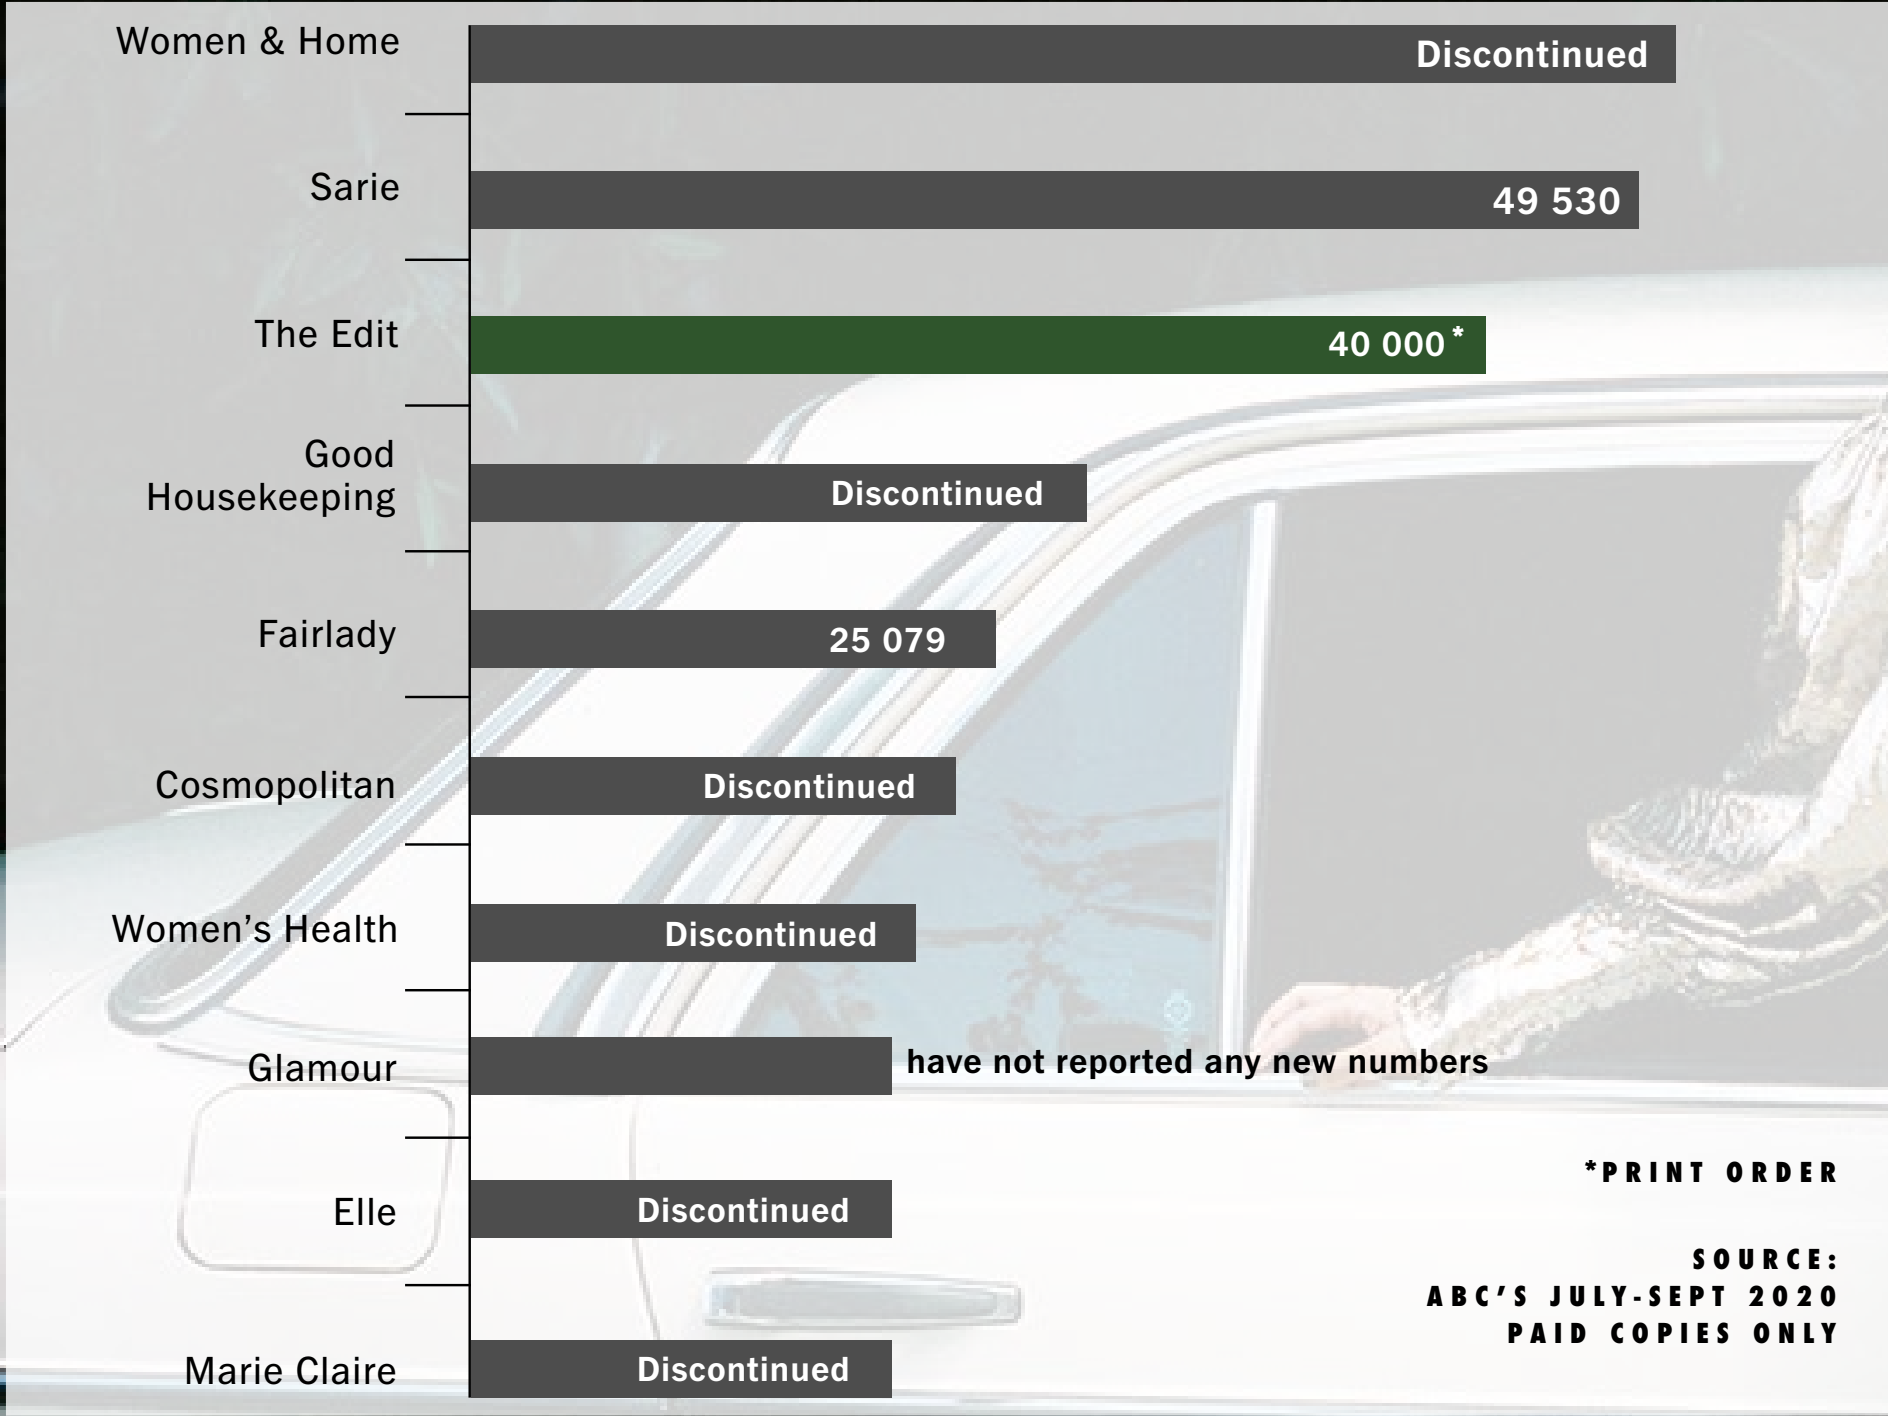 Women & Home
Discontinued
Sarie
49 530
The Edit
40 000*
Good
Housekeeping
Discontinued
Fairlady
25 079
Cosmopolitan
Discontinued
Women’s Health
Discontinued
Glamour
have not reported any new numbers
Elle
Discontinued
Marie Claire
Discontinued
*PRINT ORDER
SOURCE:
ABC’S JULY-SEPT 2020
PAID COPIES ONLY